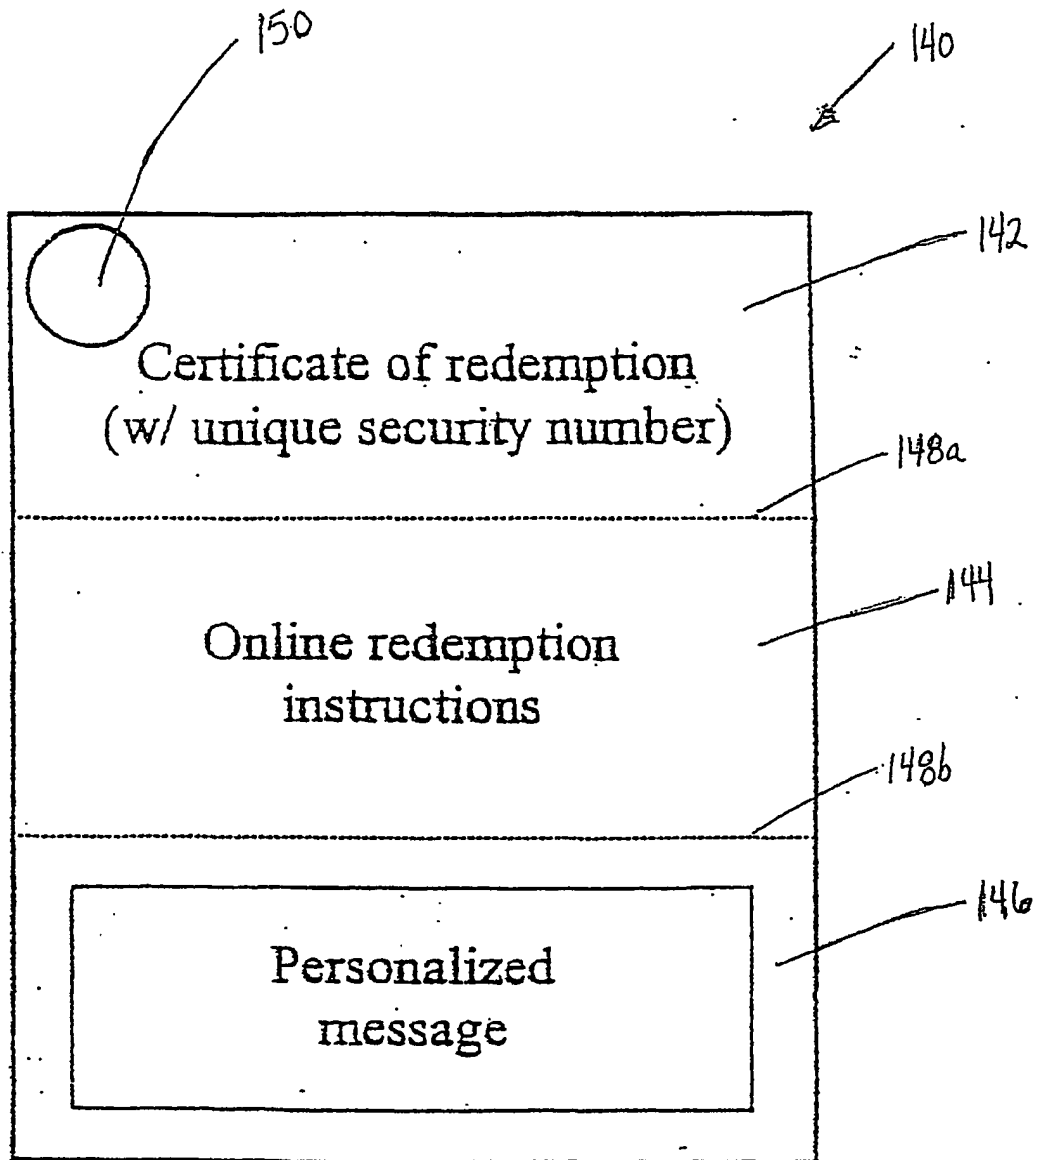 150
140
142
Certificate of redemption
(w/ unique security number)
148a
Online redemption
instructions
144
148b
146
Personalized
message